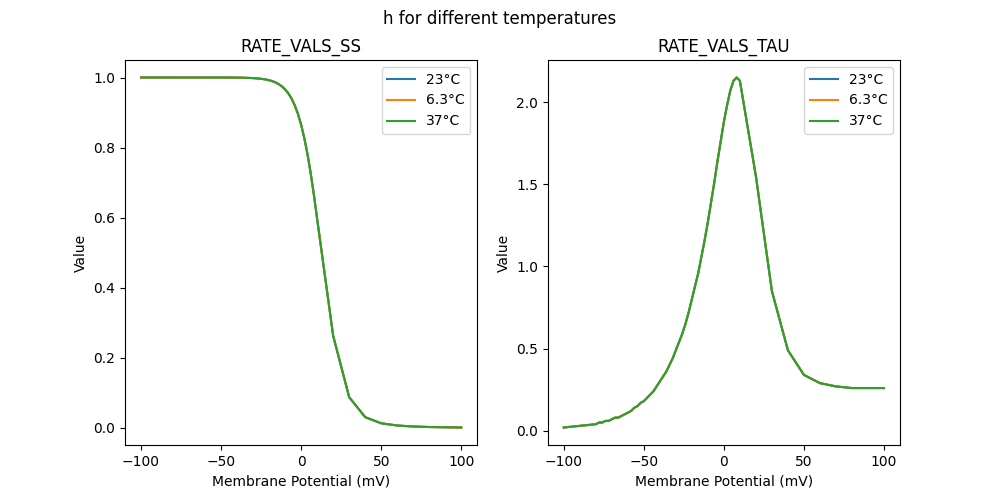 h for different temperatures
RATE_VALS_SS
1.0
0.8
0.6
0.4
0.2
0.0
Value
−100
−50
0
50
100
Membrane Potential (mV)
23°C
6.3°C
37°C
RATE_VALS_TAU
2.0
1.5
1.0
0.5
0.0
Value
−100
−50
0
50
100
Membrane Potential (mV)
23°C
6.3°C
37°C